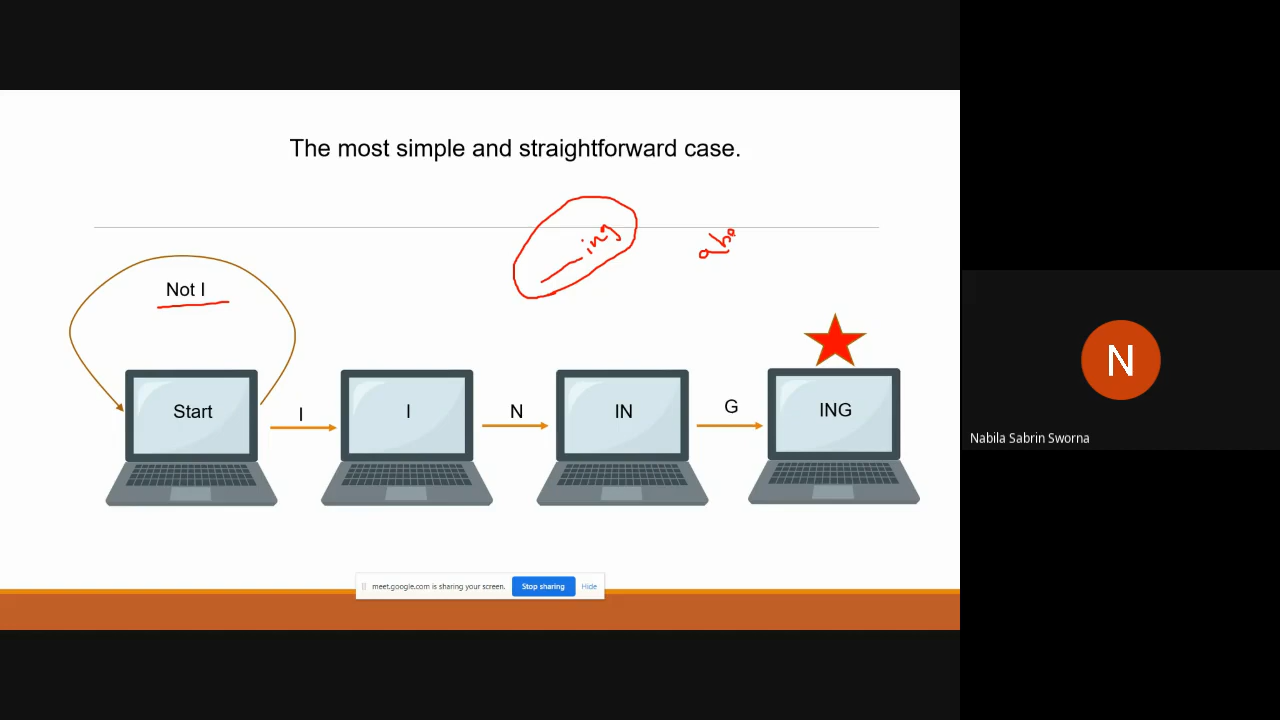 The most simple and straightforward case.
ing
Not I
Start
I
I
N
IN
G
ING
N
Nabila Sabrin Sworna
meet.google.com is sharing your screen.
Stop sharing
Hide